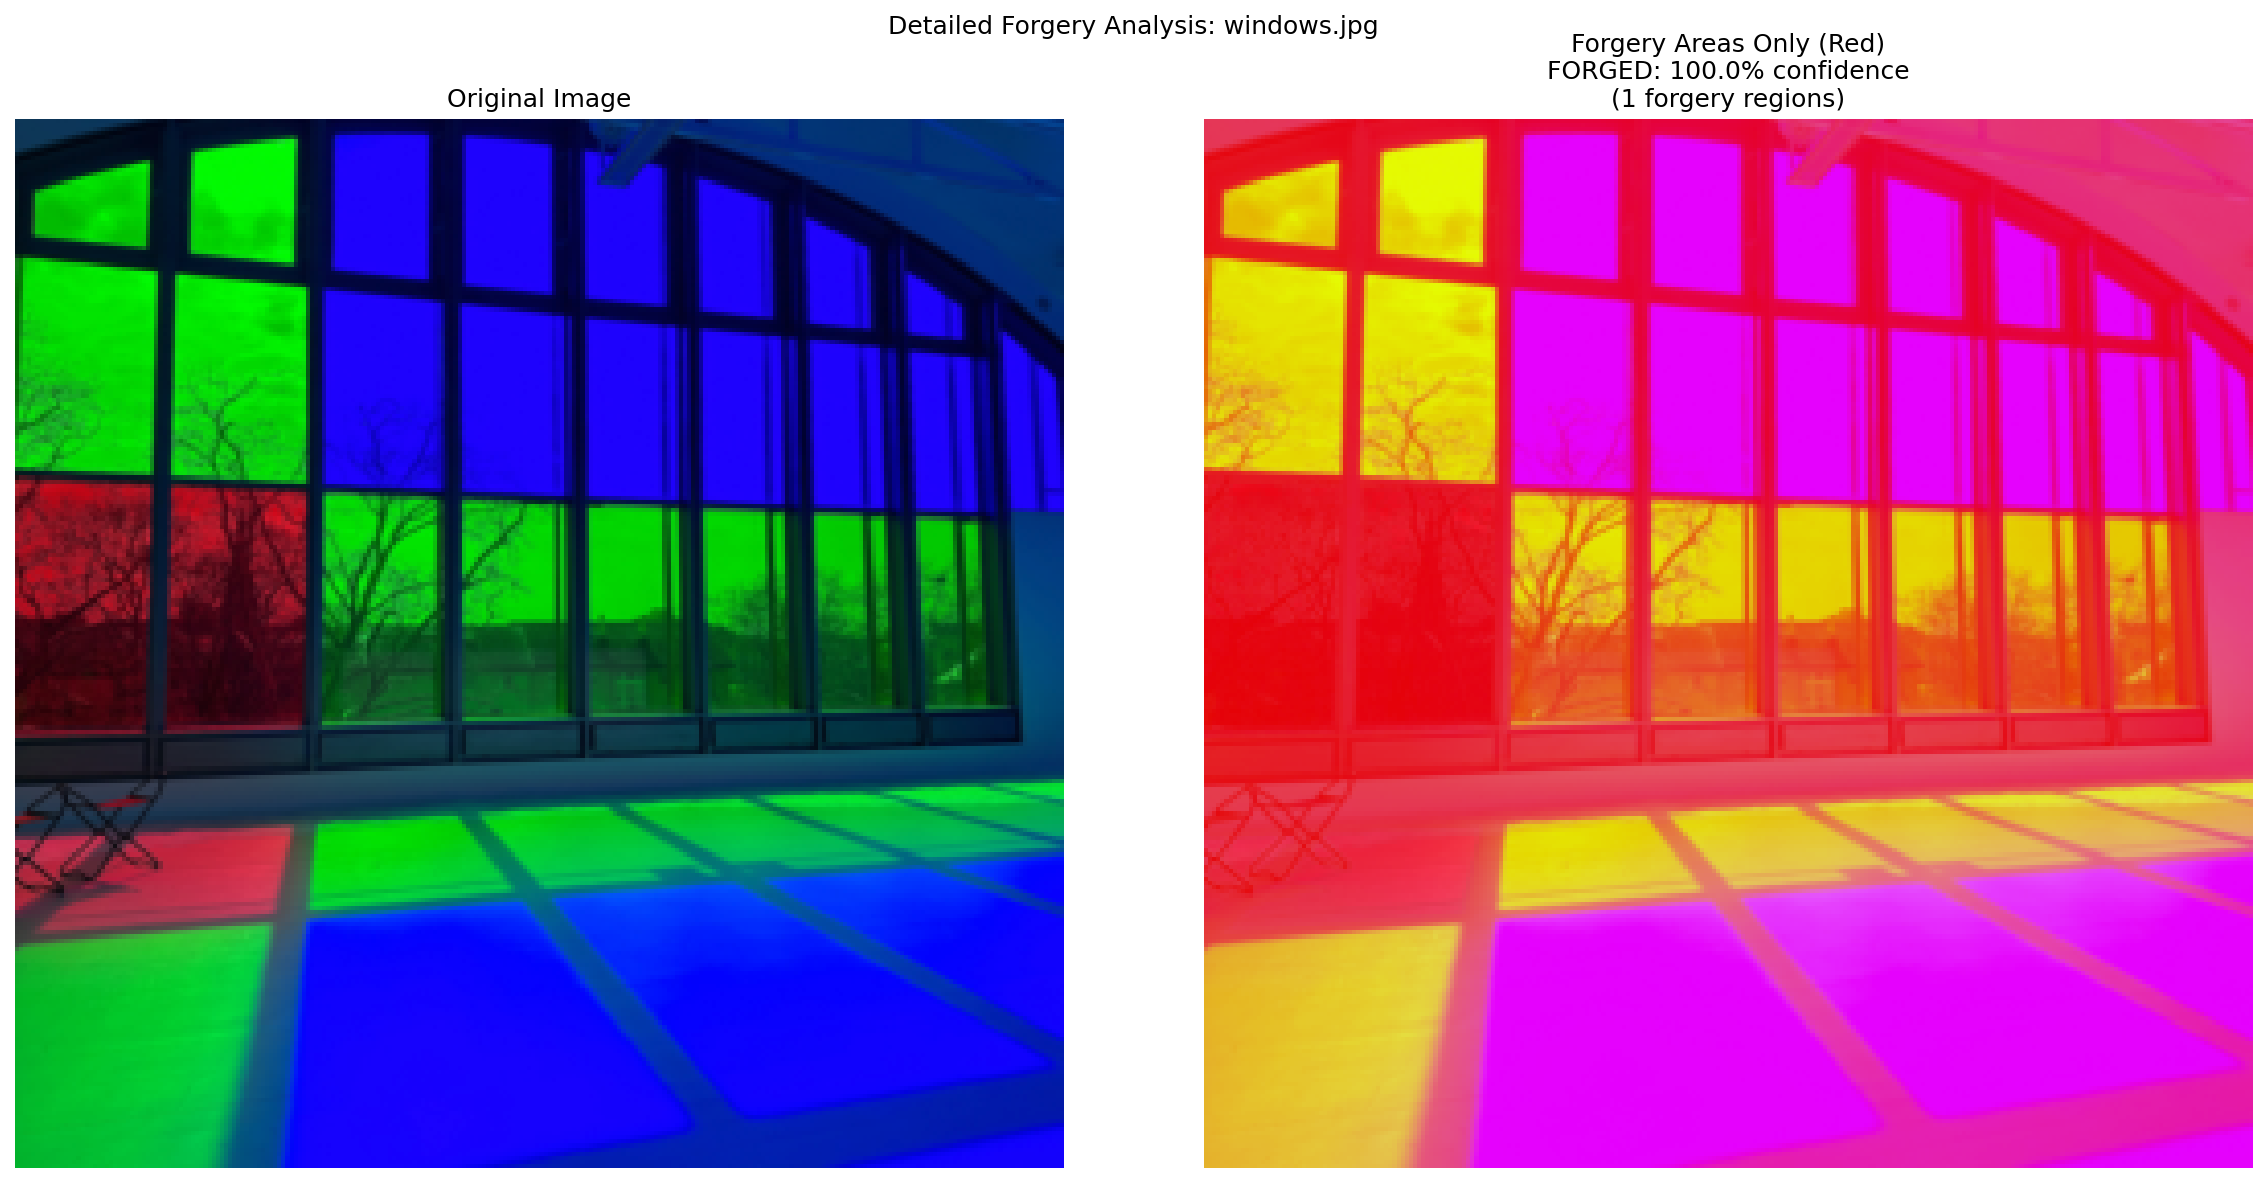 Detailed Forgery Analysis: windows.jpg
Original Image
Forgery Areas Only (Red)
FORGED: 100.0% confidence
(1 forgery regions)